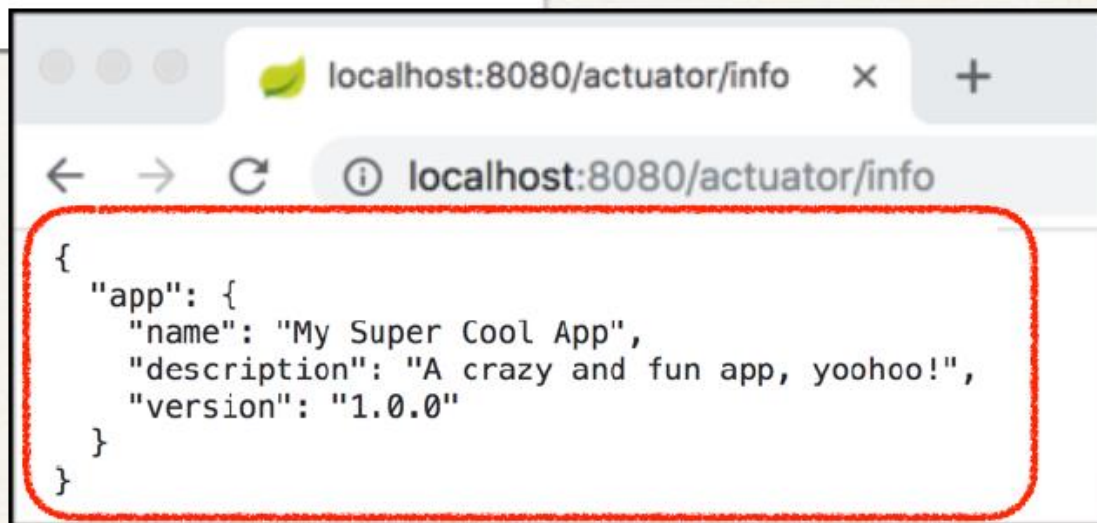 localhost:8080/actuator/info
localhost:8080/actuator/info
{
  "app": {
    "name": "My Super Cool App",
    "description": "A crazy and fun app, yoohoo!",
    "version": "1.0.0"
  }
}